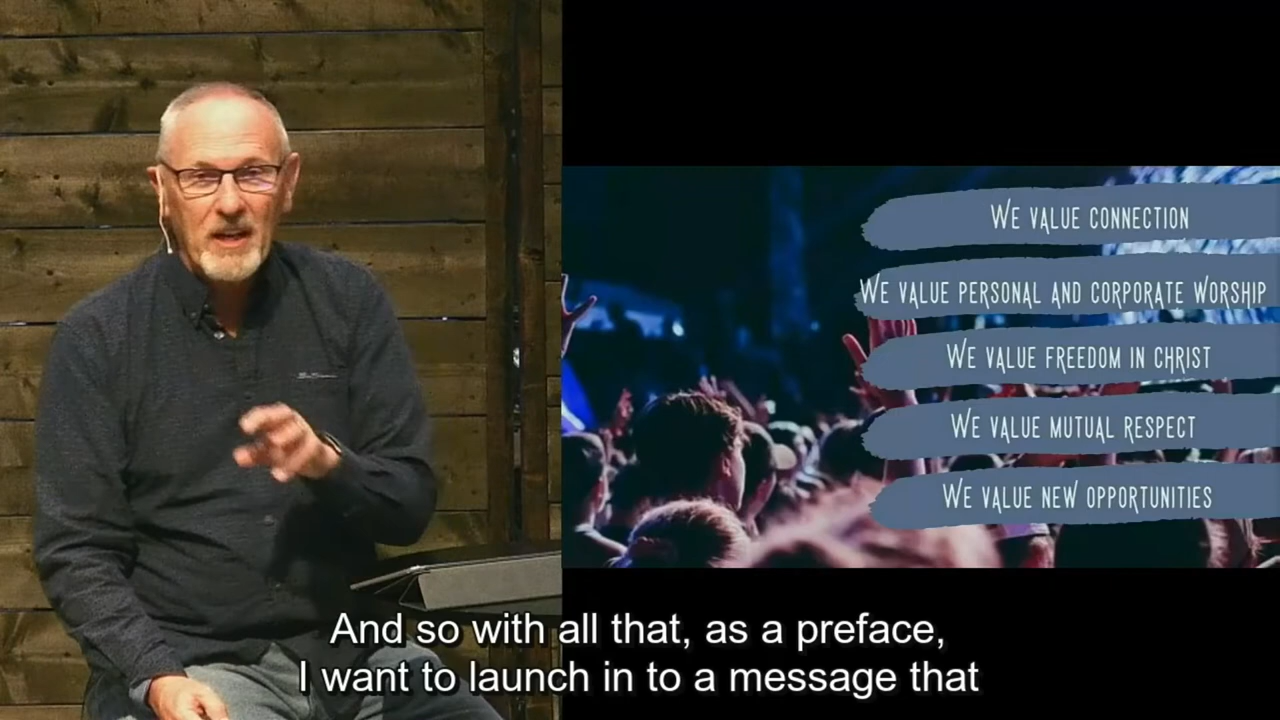 We value connection
We value personal and corporate worship
We value freedom in Christ
We value mutual respect
We value new opportunities
And so with all that, as a preface,
I want to launch in to a message that